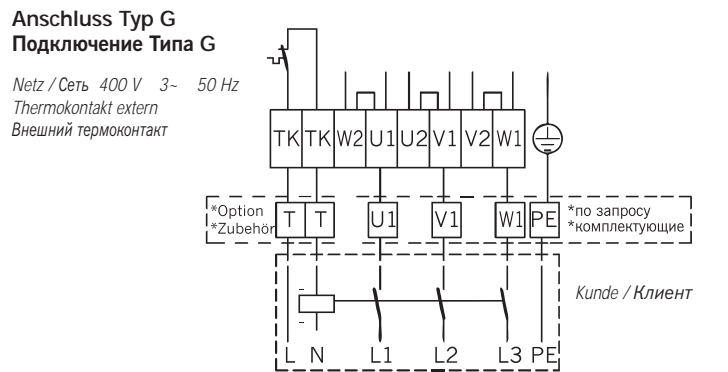 Anschluss Typ G
Подключение Типа G
Netz / Сеть 400 V 3~ 50 Hz
Thermokontakt extern
Внешний термоконтакт
TK TK W2 U1 U2 V1 V2 W1
*Option
*Zubehör
T T U1 V1 W1 PE
*по запросу
*комплектующие
Kunde / Клиент
L N L1 L2 L3 PE